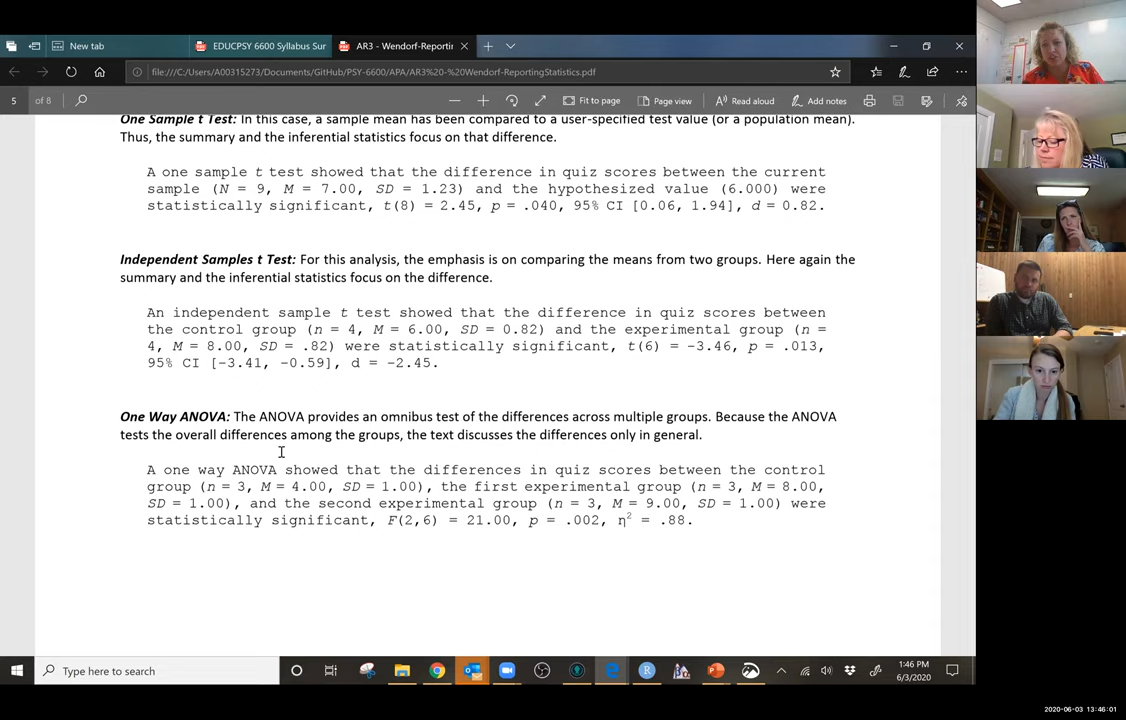 New tab
EDUCPSY 6600 Syllabus Sur
AR3 - Wendorf-Reportin
file:///C:/Users/A00315273/Documents/GitHub/PSY-6600/APA/AR3%20-%20Wendorf-ReportingStatistics.pdf
5 of 8
Fit to page
Page view
Read aloud
Add notes
One Sample t Test: In this case, a sample mean has been compared to a user-specified test value (or a population mean).
Thus, the summary and the inferential statistics focus on that difference.
A one sample t test showed that the difference in quiz scores between the current
sample (N = 9, M = 7.00, SD = 1.23) and the hypothesized value (6.000) were
statistically significant, t(8) = 2.45, p = .040, 95% CI [0.06, 1.94], d = 0.82.
Independent Samples t Test: For this analysis, the emphasis is on comparing the means from two groups. Here again the
summary and the inferential statistics focus on the difference.
An independent sample t test showed that the difference in quiz scores between
the control group (n = 4, M = 6.00, SD = 0.82) and the experimental group (n =
4, M = 8.00, SD = .82) were statistically significant, t(6) = -3.46, p = .013,
95% CI [-3.41, -0.59], d = -2.45.
One Way ANOVA: The ANOVA provides an omnibus test of the differences across multiple groups. Because the ANOVA
tests the overall differences among the groups, the text discusses the differences only in general.
A one way ANOVA showed that the differences in quiz scores between the control
group (n = 3, M = 4.00, SD = 1.00), the first experimental group (n = 3, M = 8.00,
SD = 1.00), and the second experimental group (n = 3, M = 9.00, SD = 1.00) were
statistically significant, F(2,6) = 21.00, p = .002, η² = .88.
Type here to search
1:46 PM
6/3/2020
2020-06-03 13:46:01